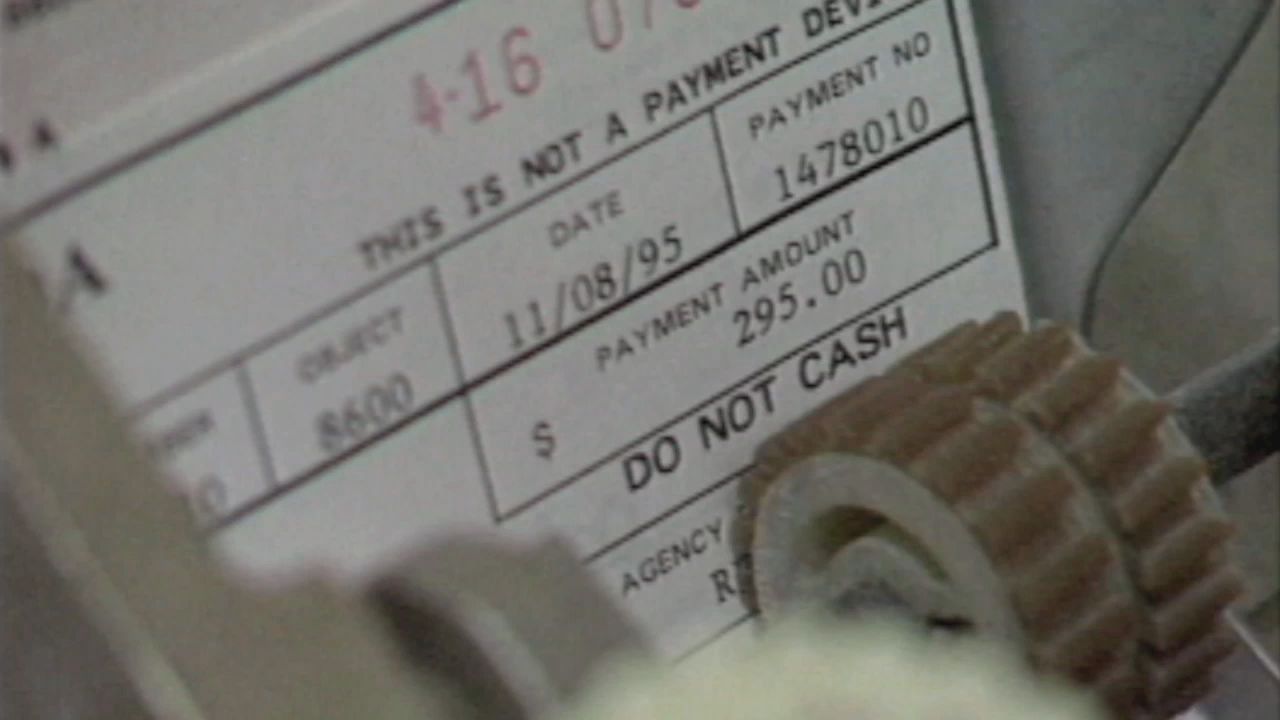 4-16
THIS IS NOT A PAYMENT
OBJECT DATE PAYMENT NO
8600 11/08/95 1478010
PAYMENT AMOUNT
$ 295.00
DO NOT CASH
AGENCY